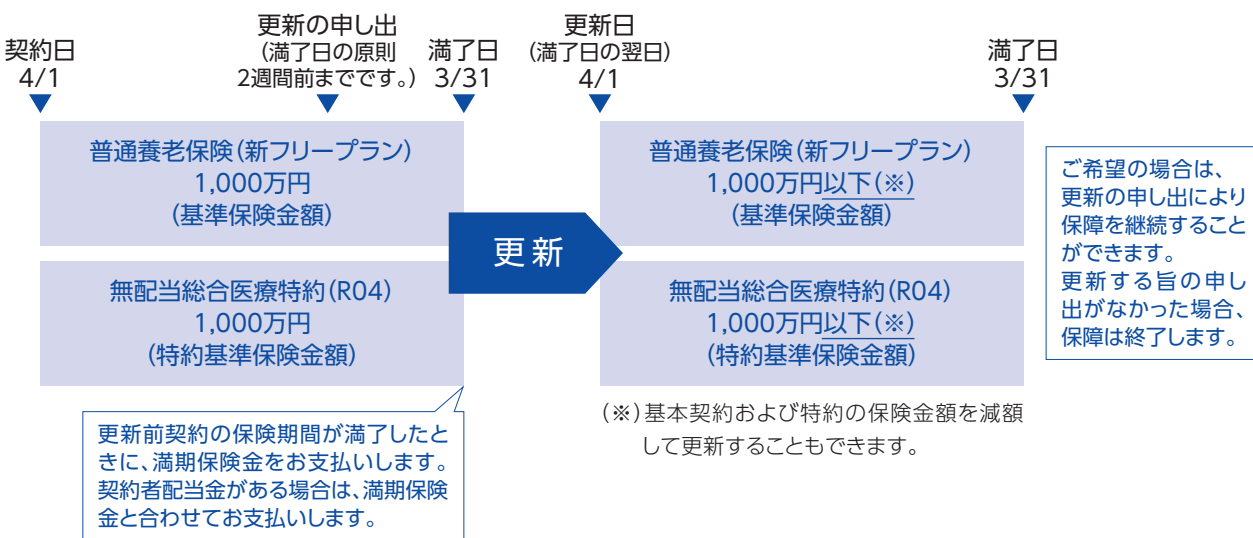 契約日
4/1
更新の申し出
(満了日の原則
2週間前までです。)
満了日
3/31
更新日
(満了日の翌日)
4/1
満了日
3/31
普通養老保険(新フリープラン)
1,000万円
(基準保険金額)
無配当総合医療特約(R04)
1,000万円
(特約基準保険金額)
更新
普通養老保険(新フリープラン)
1,000万円以下(※)
(基準保険金額)
無配当総合医療特約(R04)
1,000万円以下(※)
(特約基準保険金額)
ご希望の場合は、
更新の申し出により
保障を継続すること
ができます。
更新する旨の申し
出がなかった場合、
保障は終了します。
更新前契約の保険期間が満了したと
きに、満期保険金をお支払いします。
契約者配当金がある場合は、満期保険
金と合わせてお支払いします。
(※)基本契約および特約の保険金額を減額
して更新することもできます。